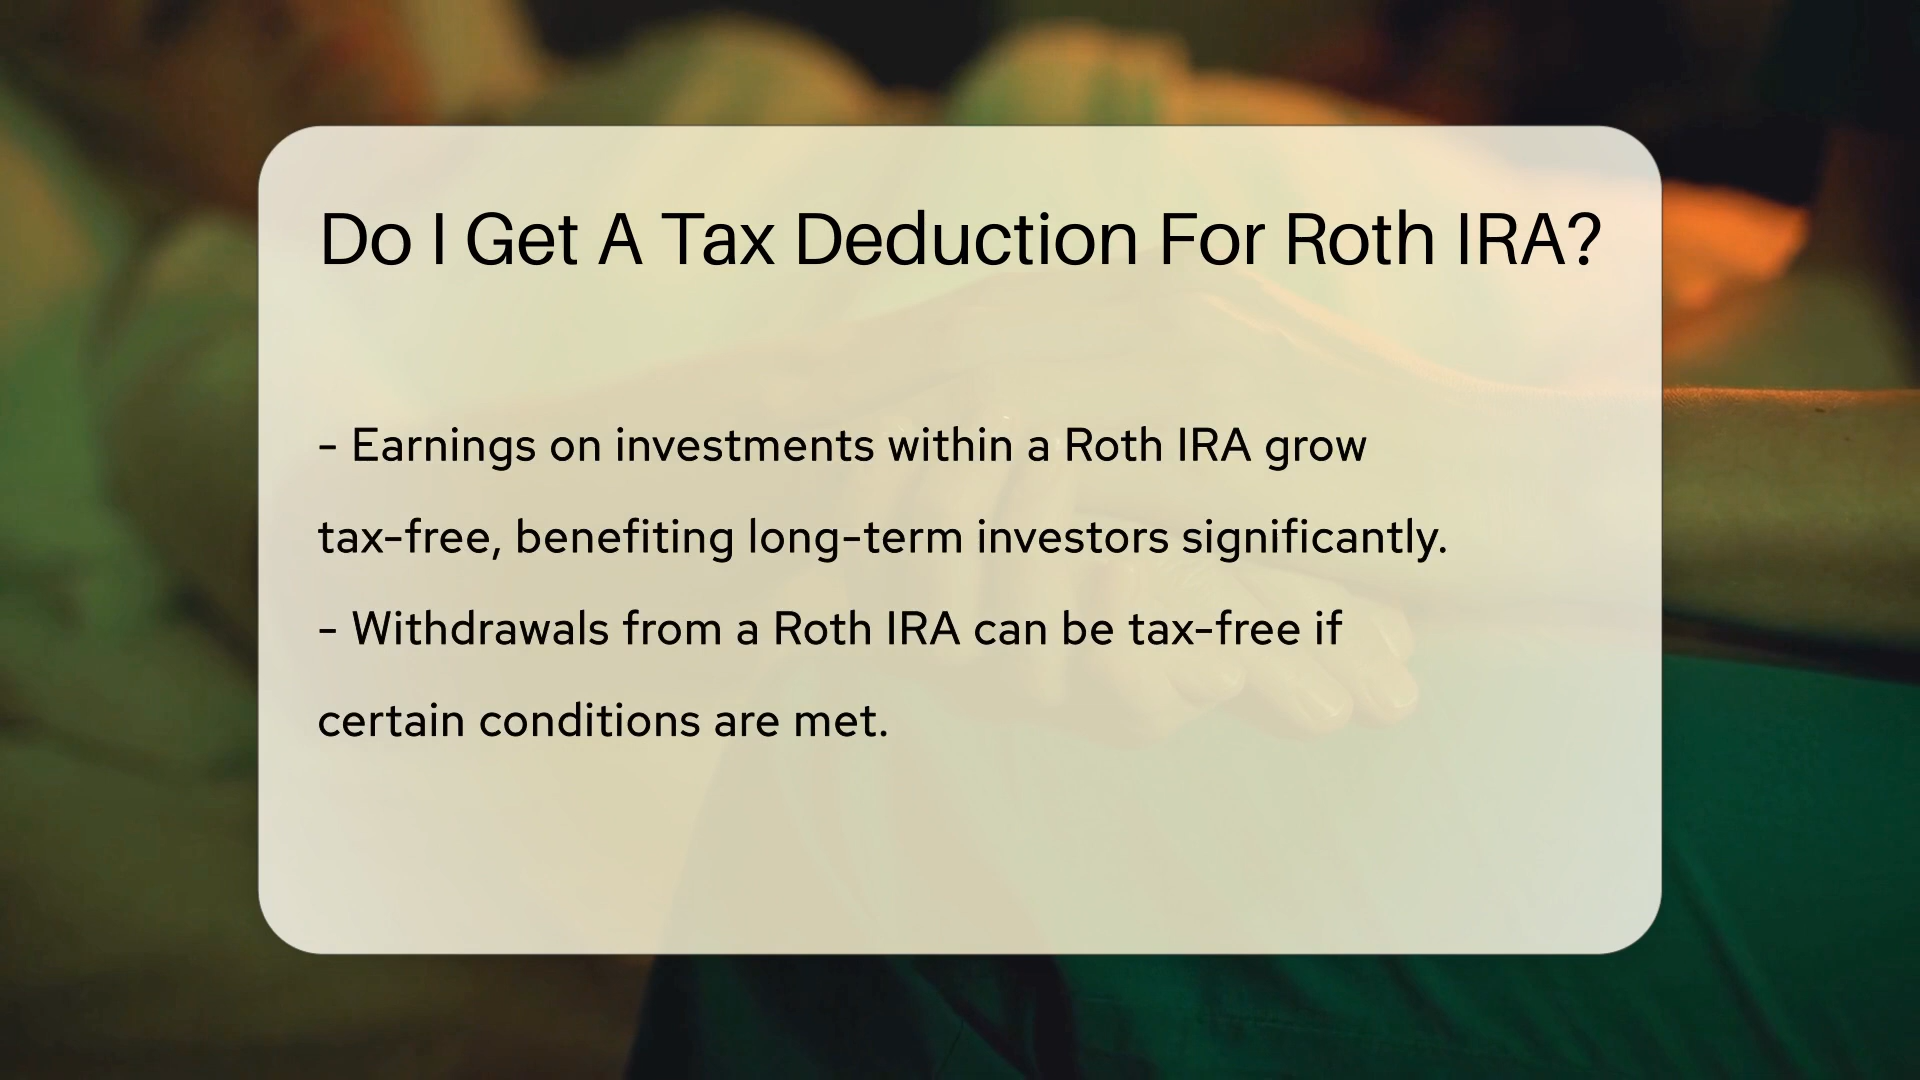 Do I Get A Tax Deduction For Roth IRA?
- Earnings on investments within a Roth IRA grow
tax-free, benefiting long-term investors significantly.
- Withdrawals from a Roth IRA can be tax-free if
certain conditions are met.